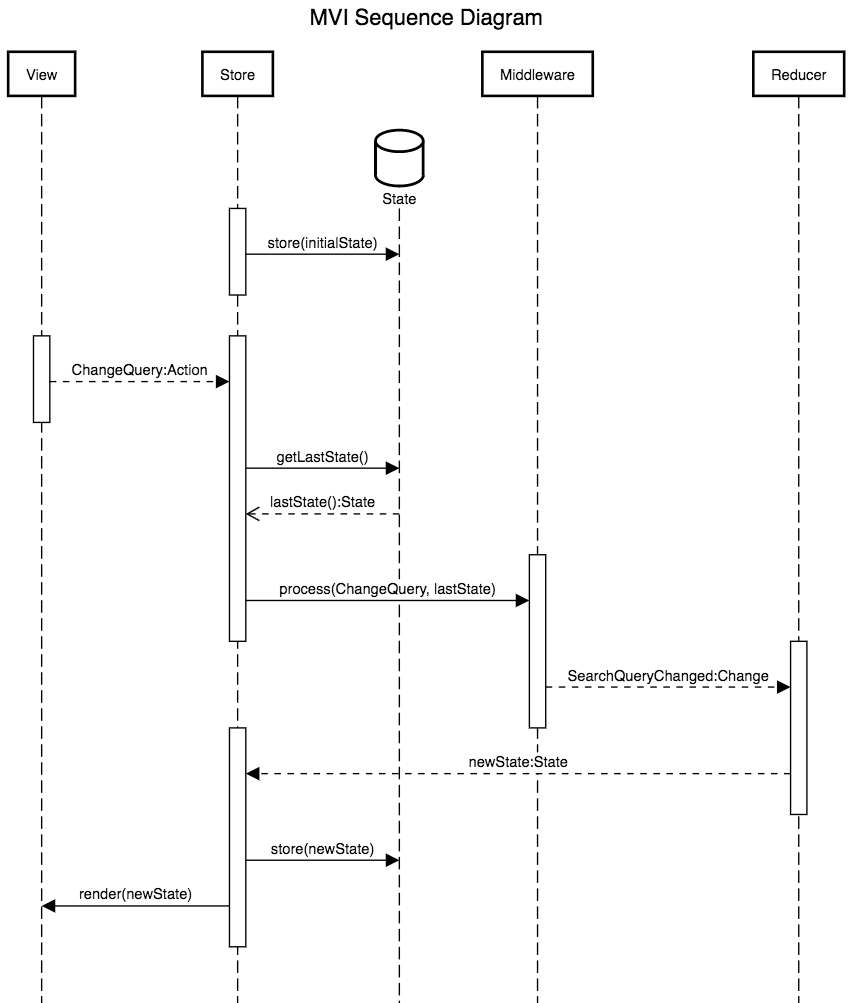 MVI Sequence Diagram
View
Store
Middleware
Reducer
State
store(initialState)
ChangeQuery:Action
getLastState()
lastState():State
process(ChangeQuery, lastState)
SearchQueryChanged:Change
newState:State
store(newState)
render(newState)